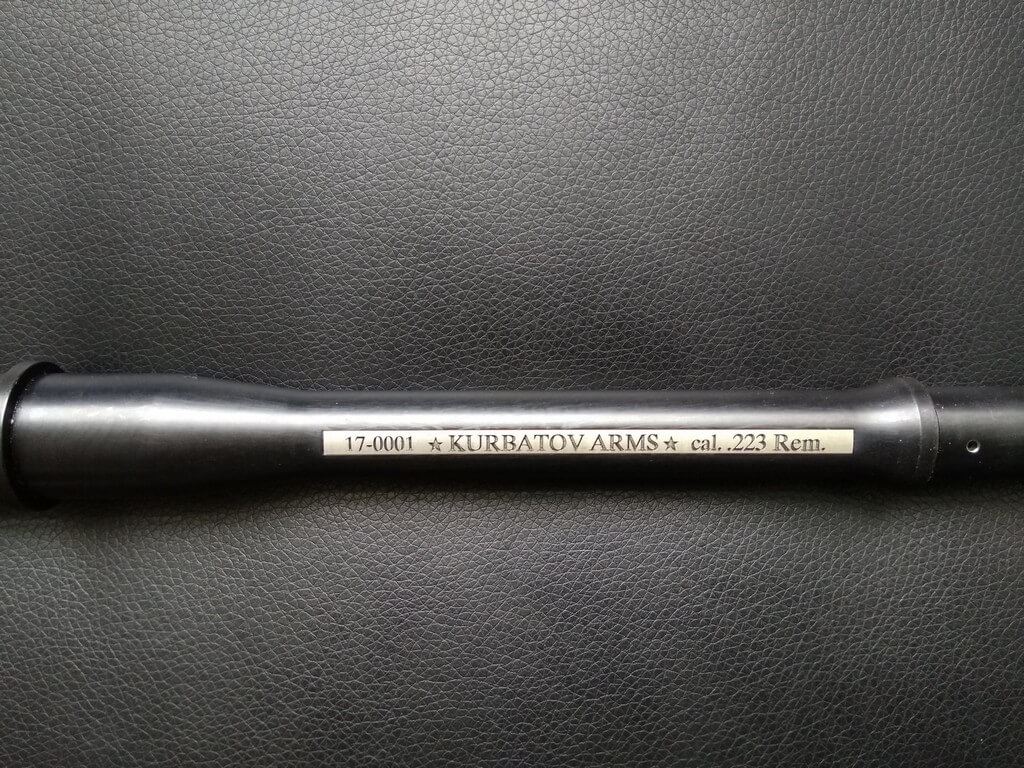 17-0001 ☆KURBATOV ARMS☆ cal. .223 Rem.